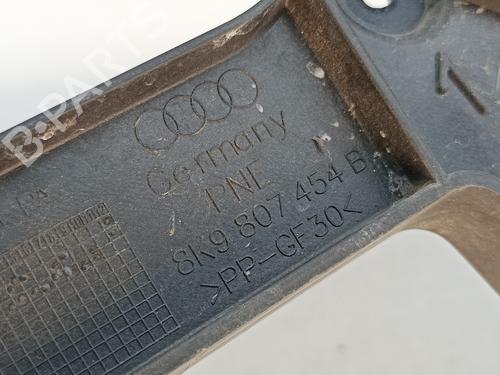 B-PARTS
Germany
PNE
8K9 807 454 B
>PP-GF30<